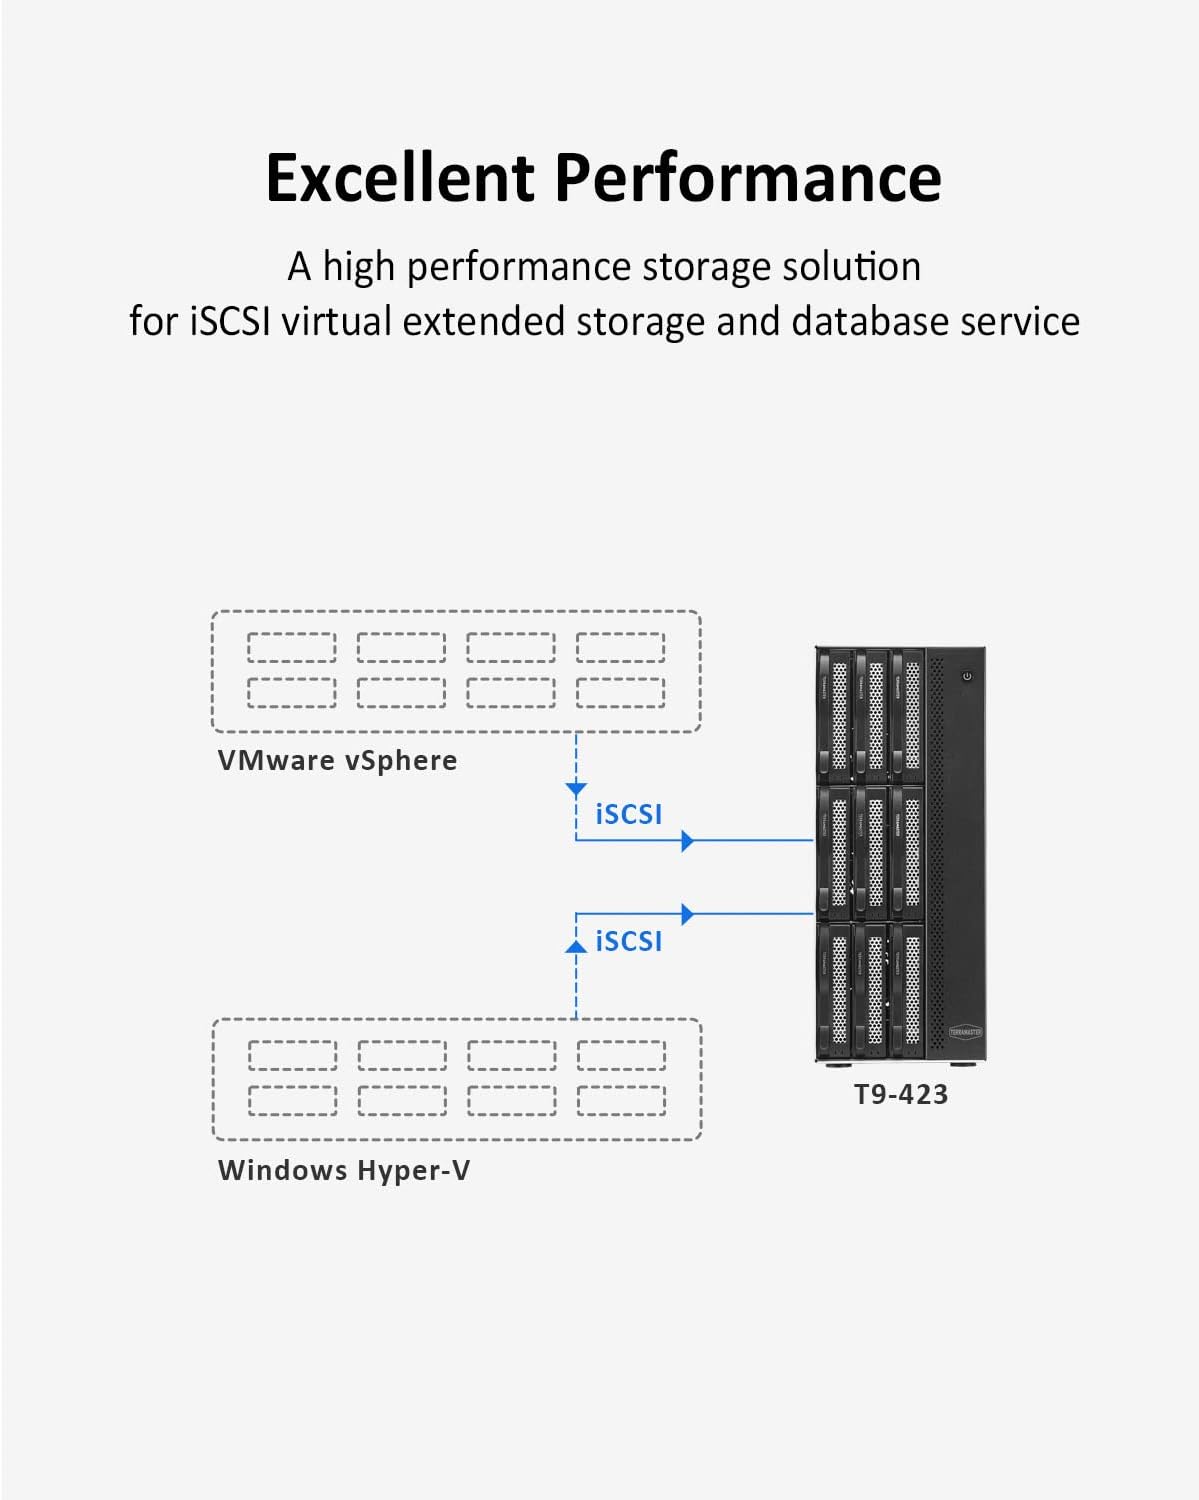 Excellent Performance
A high performance storage solution
for iSCSI virtual extended storage and database service
VMware vSphere
iSCSI
iSCSI
Windows Hyper-V
TERRAMASTER
T9-423